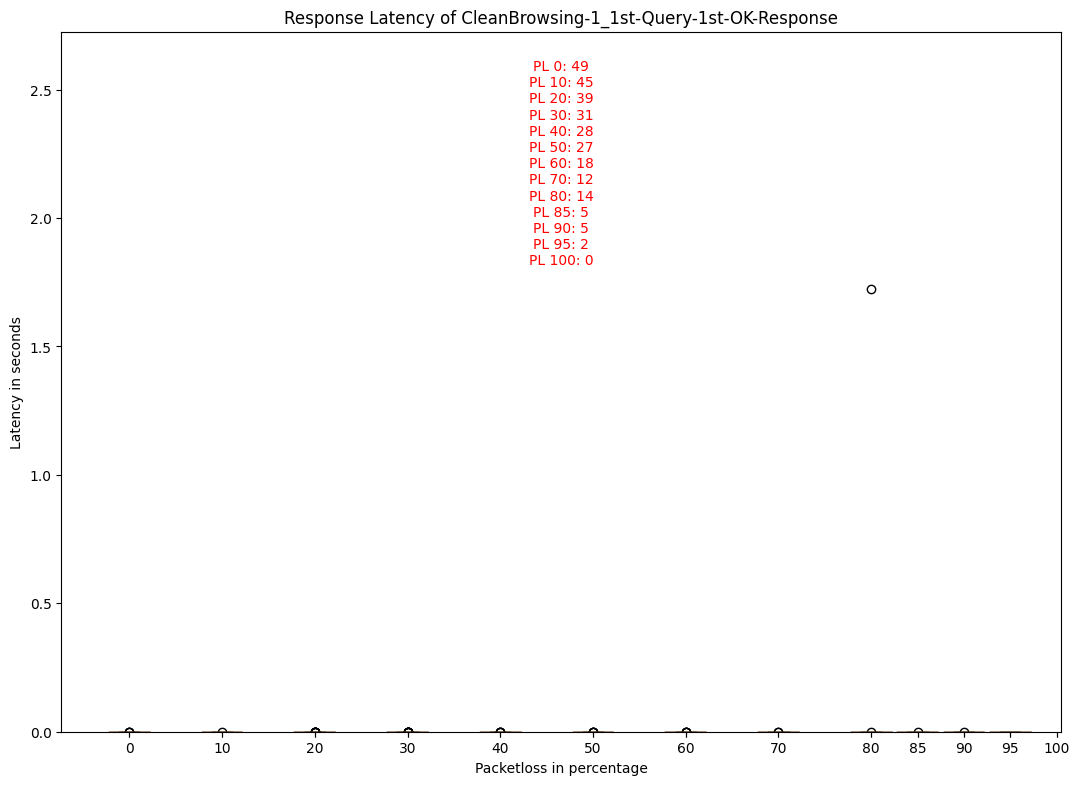 Response Latency of CleanBrowsing-1_1st-Query-1st-OK-Response
PL 0: 49
PL 10: 45
PL 20: 39
PL 30: 31
PL 40: 28
PL 50: 27
PL 60: 18
PL 70: 12
PL 80: 14
PL 85: 5
PL 90: 5
PL 95: 2
PL 100: 0
Latency in seconds
2.5
2.0
1.5
1.0
0.5
0.0
0 10 20 30 40 50 60 70 80 85 90 95 100
Packetloss in percentage